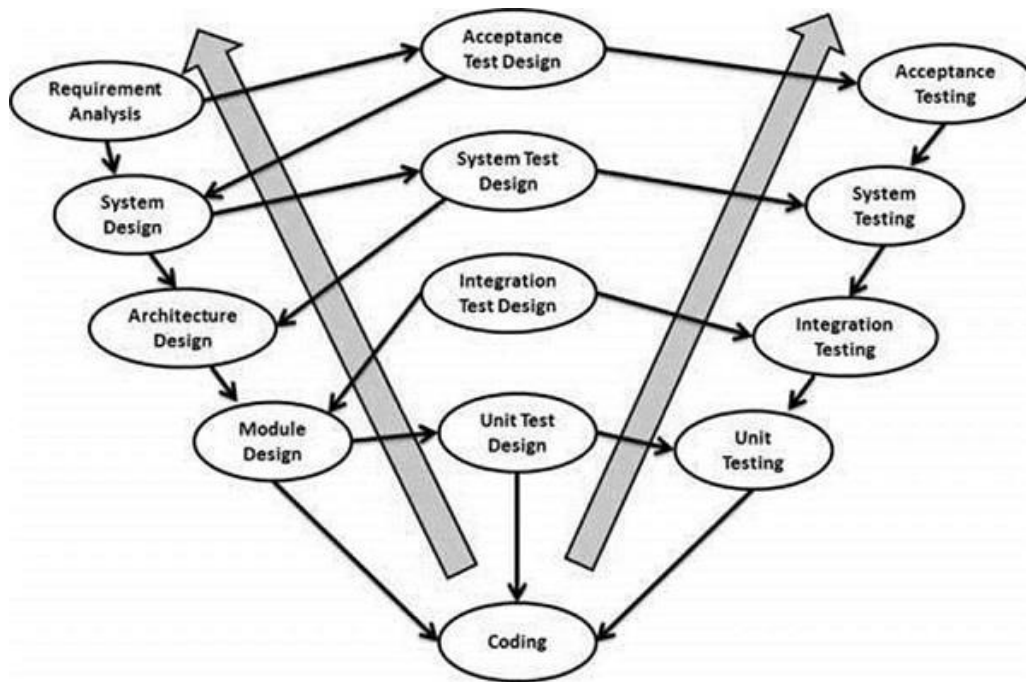 Acceptance
Test Design
Requirement
Analysis
Acceptance
Testing
System Test
Design
System
Design
System
Testing
Integration
Test Design
Architecture
Design
Integration
Testing
Unit Test
Design
Module
Design
Unit
Testing
Coding